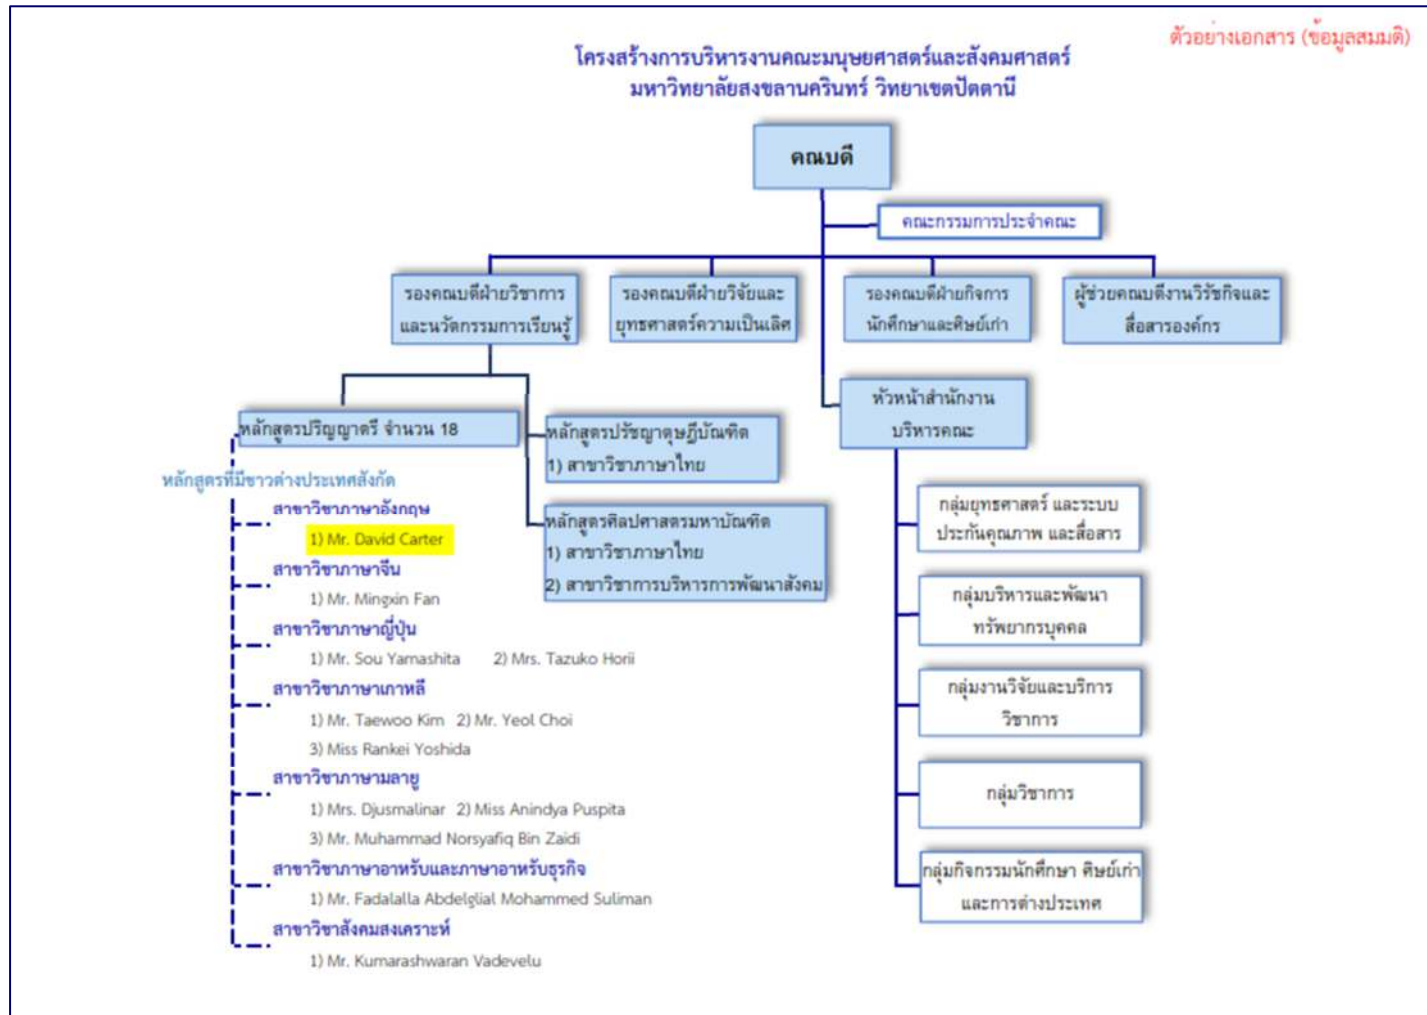 ตัวอย่างเอกสาร (ข้อมูลสมมติ)
โครงสร้างการบริหารงานคณะมนุษยศาสตร์และสังคมศาสตร์
มหาวิทยาลัยสงขลานครินทร์ วิทยาเขตปัตตานี
คณบดี
คณะกรรมการประจำคณะ
รองคณบดีฝ่ายวิชาการ
และนวัตกรรมการเรียนรู้
รองคณบดีฝ่ายวิจัยและ
ยุทธศาสตร์ความเป็นเลิศ
รองคณบดีฝ่ายกิจการ
นักศึกษาและศิษย์เก่า
ผู้ช่วยคณบดีงานวิรัชกิจและ
สื่อสารองค์กร
หลักสูตรปริญญาตรี จำนวน 18
หลักสูตรที่มีชาวต่างประเทศสังกัด
สาขาวิชาภาษาอังกฤษ
1) Mr. David Carter
สาขาวิชาภาษาจีน
1) Mr. Mingxin Fan
สาขาวิชาภาษาญี่ปุ่น
1) Mr. Sou Yamashita 2) Mrs. Tazuko Horii
สาขาวิชาภาษาเกาหลี
1) Mr. Taewoo Kim 2) Mr. Yeol Choi
3) Miss Rankei Yoshida
สาขาวิชาภาษามลายู
1) Mrs. Djusmalinar 2) Miss Anindya Puspita
3) Mr. Muhammad Norsyafiq Bin Zaidi
สาขาวิชาภาษาอาหรับและภาษาอาหรับธุรกิจ
1) Mr. Fadalalla Abdelglial Mohammed Suliman
สาขาวิชาสังคมสงเคราะห์
1) Mr. Kumarashwaran Vadevelu
หลักสูตรปรัชญาดุษฎีบัณฑิต
1) สาขาวิชาภาษาไทย
หลักสูตรศิลปศาสตรมหาบัณฑิต
1) สาขาวิชาภาษาไทย
2) สาขาวิชาการบริหารการพัฒนาสังคม
หัวหน้าสำนักงาน
บริหารคณะ
กลุ่มยุทธศาสตร์ และระบบ
ประกันคุณภาพ และสื่อสาร
กลุ่มบริหารและพัฒนา
ทรัพยากรบุคคล
กลุ่มงานวิจัยและบริการ
วิชาการ
กลุ่มวิชาการ
กลุ่มกิจกรรมนักศึกษา ศิษย์เก่า
และการต่างประเทศ